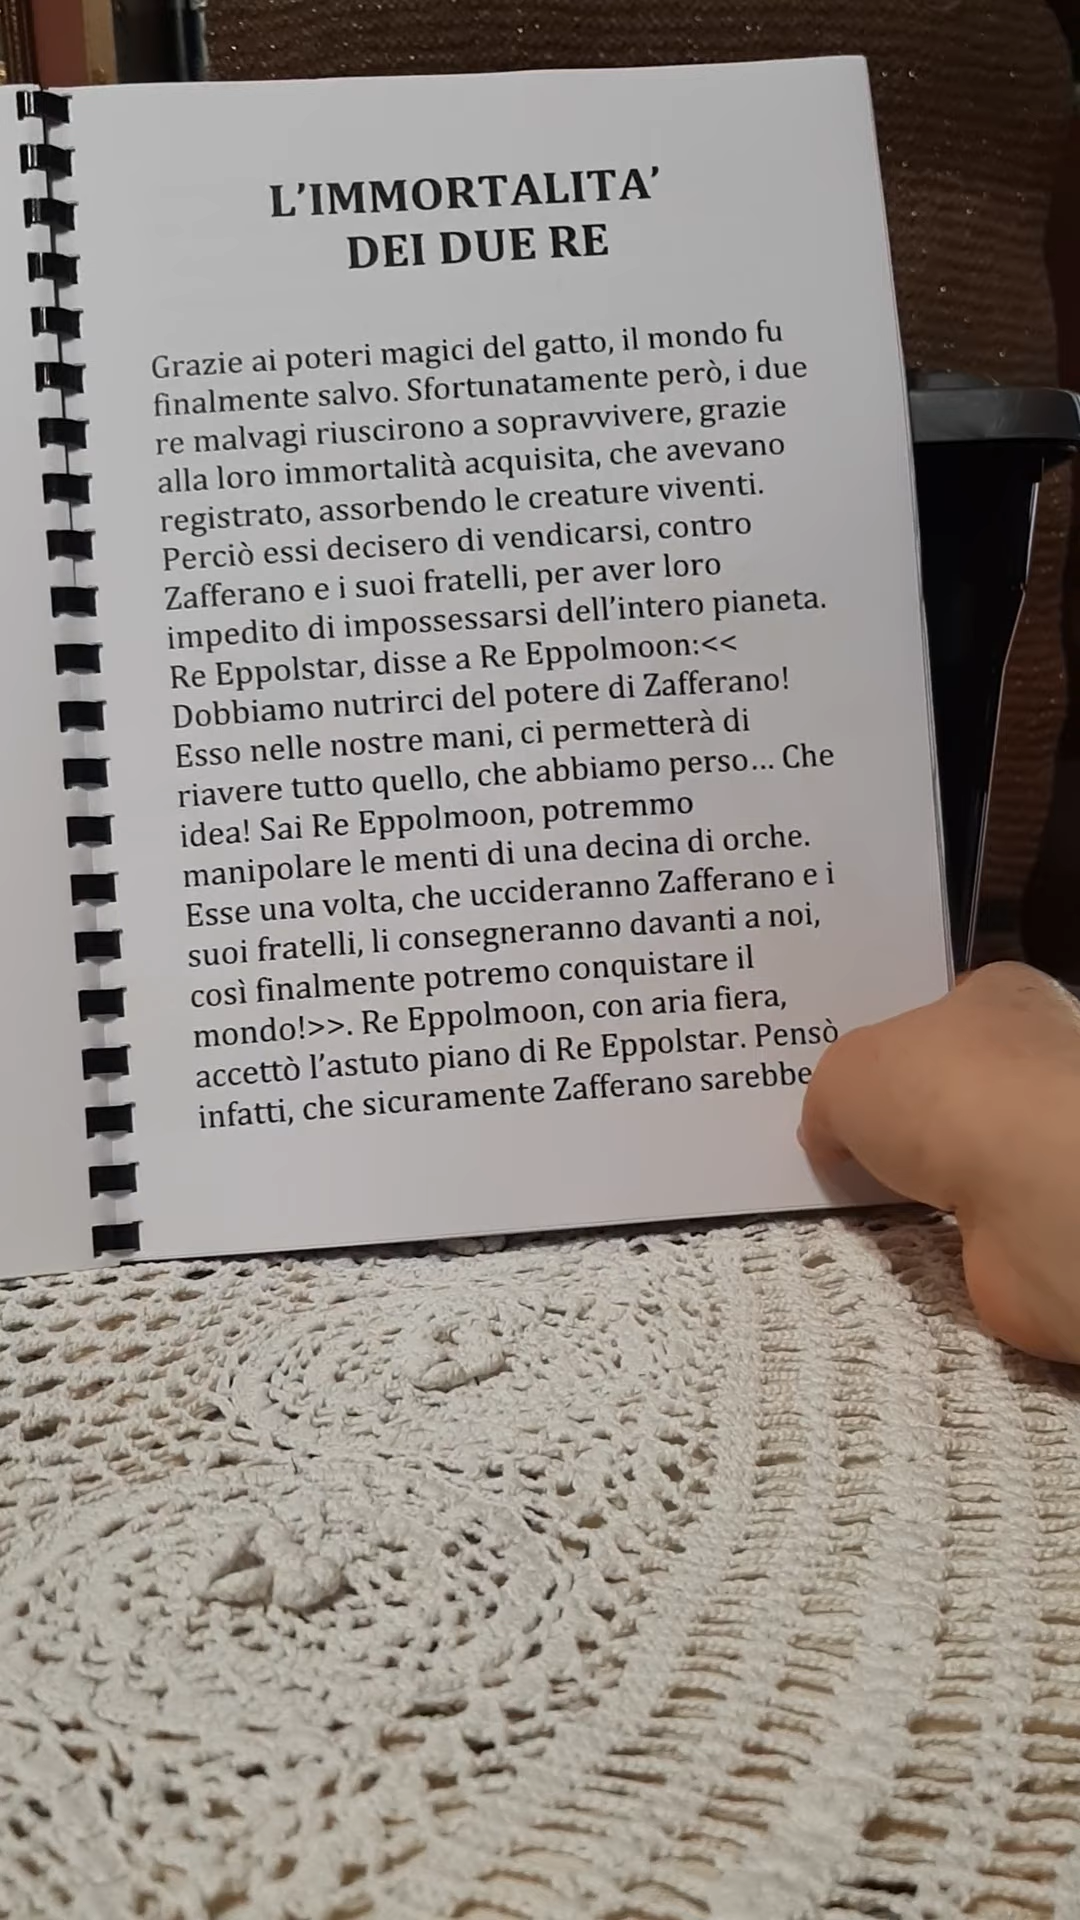 L'IMMORTALITA'
DEI DUE RE
Grazie ai poteri magici del gatto, il mondo fu
finalmente salvo. Sfortunatamente però, i due
re malvagi riuscirono a sopravvivere, grazie
alla loro immortalità acquisita, che avevano
registrato, assorbendo le creature viventi.
Perciò essi decisero di vendicarsi, contro
Zafferano e i suoi fratelli, per aver loro
impedito di impossessarsi dell'intero pianeta.
Re Eppolstar, disse a Re Eppolmoon:<<
Dobbiamo nutrirci del potere di Zafferano!
Esso nelle nostre mani, ci permetterà di
riavere tutto quello, che abbiamo perso... Che
idea! Sai Re Eppolmoon, potremmo
manipolare le menti di una decina di orche.
Esse una volta, che uccideranno Zafferano e i
suoi fratelli, li consegneranno davanti a noi,
così finalmente potremo conquistare il
mondo!>>. Re Eppolmoon, con aria fiera,
accettò l'astuto piano di Re Eppolstar. Pensò
infatti, che sicuramente Zafferano sarebbe